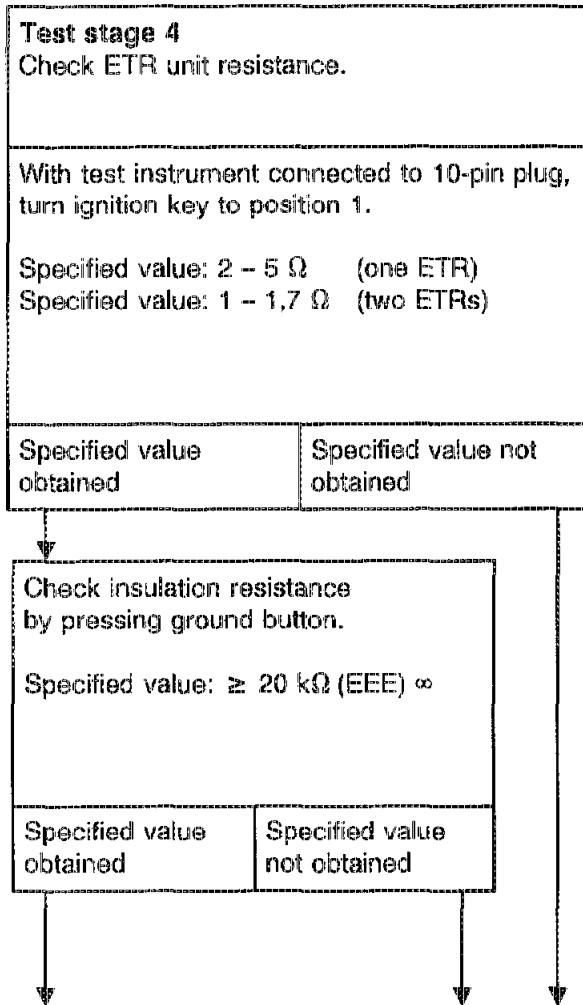 Test stage 4
Check ETR unit resistance.
With test instrument connected to 10-pin plug,
turn ignition key to position 1.
Specified value: 2 – 5 Ω (one ETR)
Specified value: 1 – 1,7 Ω (two ETRs)
Specified value
obtained
Specified value not
obtained
Check insulation resistance
by pressing ground button.
Specified value: ≥ 20 kΩ (EEE) ∞
Specified value
obtained
Specified value
not obtained